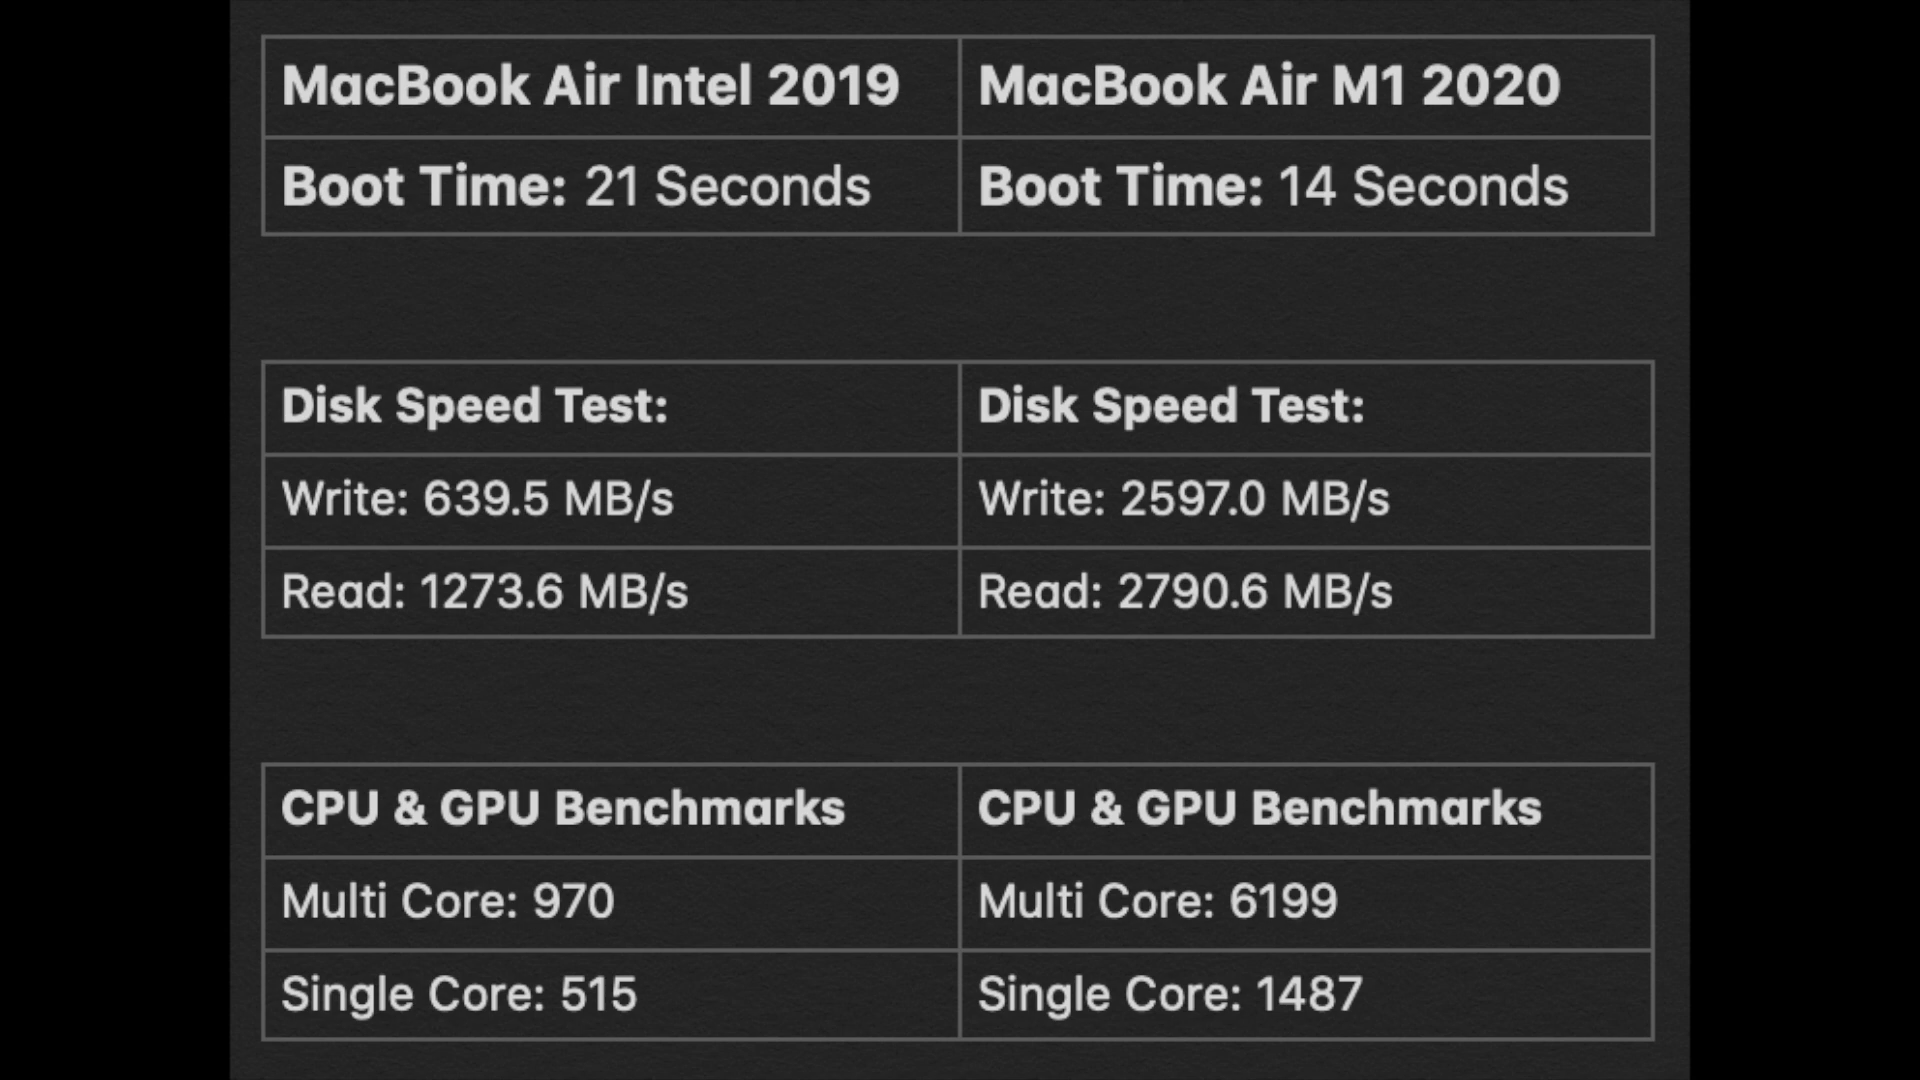 MacBook Air Intel 2019
MacBook Air M1 2020
Boot Time: 21 Seconds
Boot Time: 14 Seconds
Disk Speed Test:
Disk Speed Test:
Write: 639.5 MB/s
Write: 2597.0 MB/s
Read: 1273.6 MB/s
Read: 2790.6 MB/s
CPU & GPU Benchmarks
CPU & GPU Benchmarks
Multi Core: 970
Multi Core: 6199
Single Core: 515
Single Core: 1487